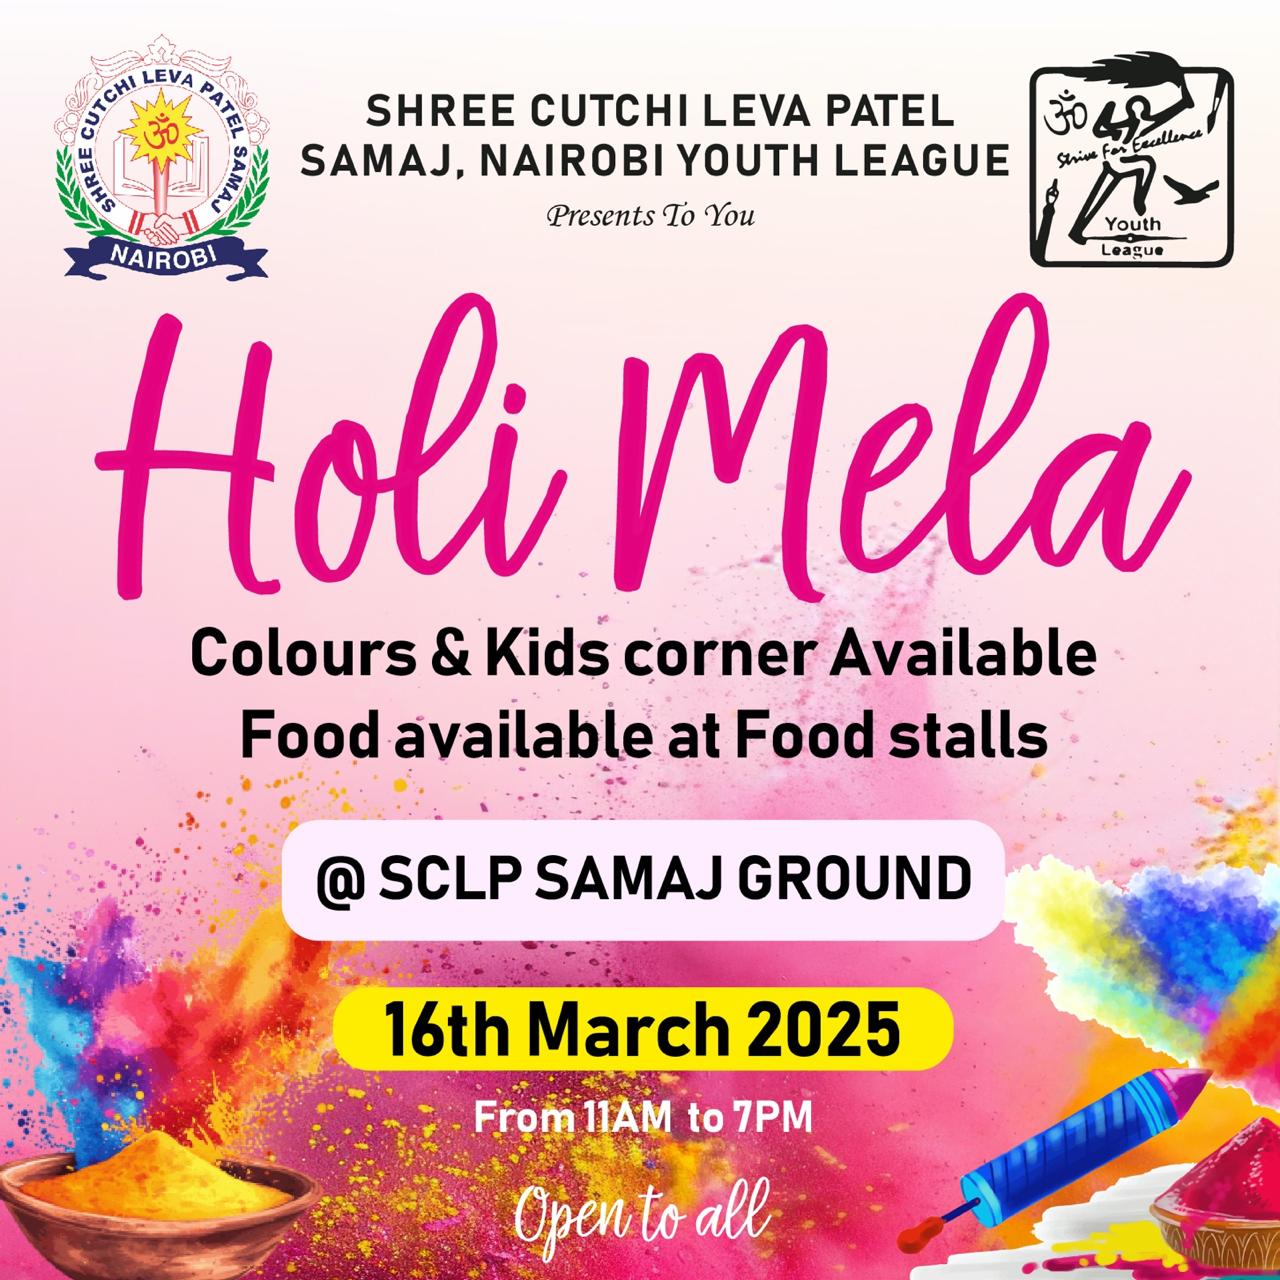 SHREE CUTCHI LEVA PATEL SAMAJ
ॐ
NAIROBI
SHREE CUTCHI LEVA PATEL
SAMAJ, NAIROBI YOUTH LEAGUE
Presents To You
ॐ
Strive For Excellence
Youth
League
Holi Mela
Colours & Kids corner Available
Food available at Food stalls
@ SCLP SAMAJ GROUND
16th March 2025
From 11AM to 7PM
Open to all